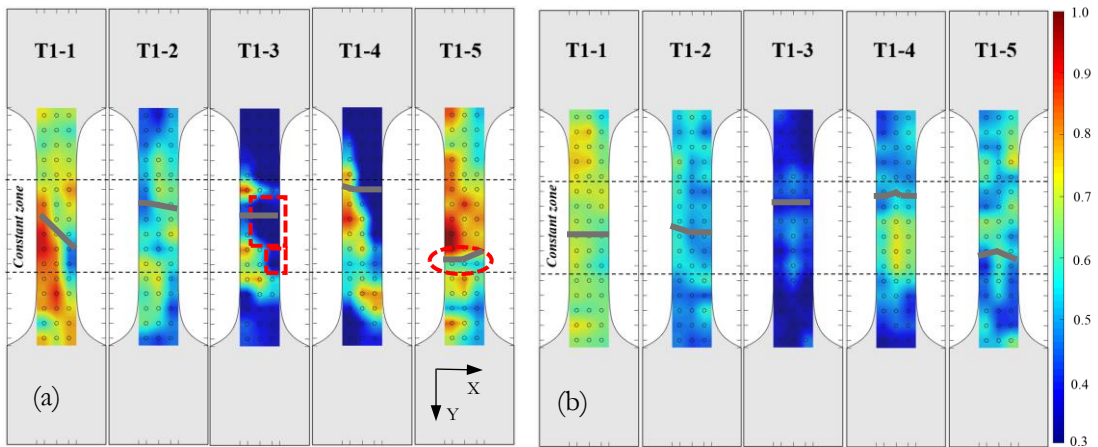 T1-1 T1-2 T1-3 T1-4 T1-5
Constant zone
(a)
X
Y
T1-1 T1-2 T1-3 T1-4 T1-5
Constant zone
(b)
1.0
0.9
0.8
0.7
0.6
0.5
0.4
0.3